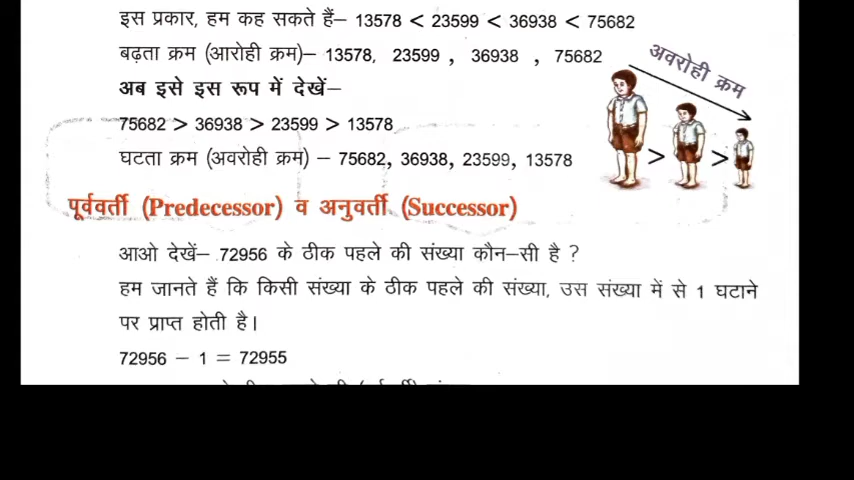 इस प्रकार, हम कह सकते हैं– 13578 < 23599 < 36938 < 75682
बढ़ता क्रम (आरोही क्रम)– 13578, 23599 , 36938 , 75682
अवरोही क्रम
अब इसे इस रूप में देखें–
75682 > 36938 > 23599 > 13578
घटता क्रम (अवरोही क्रम) – 75682, 36938, 23599, 13578
> >
पूर्ववर्ती (Predecessor) व अनुवर्ती (Successor)
आओ देखें– 72956 के ठीक पहले की संख्या कौन–सी है ?
हम जानते हैं कि किसी संख्या के ठीक पहले की संख्या, उस संख्या में से 1 घटाने
पर प्राप्त होती है।
72956 – 1 = 72955